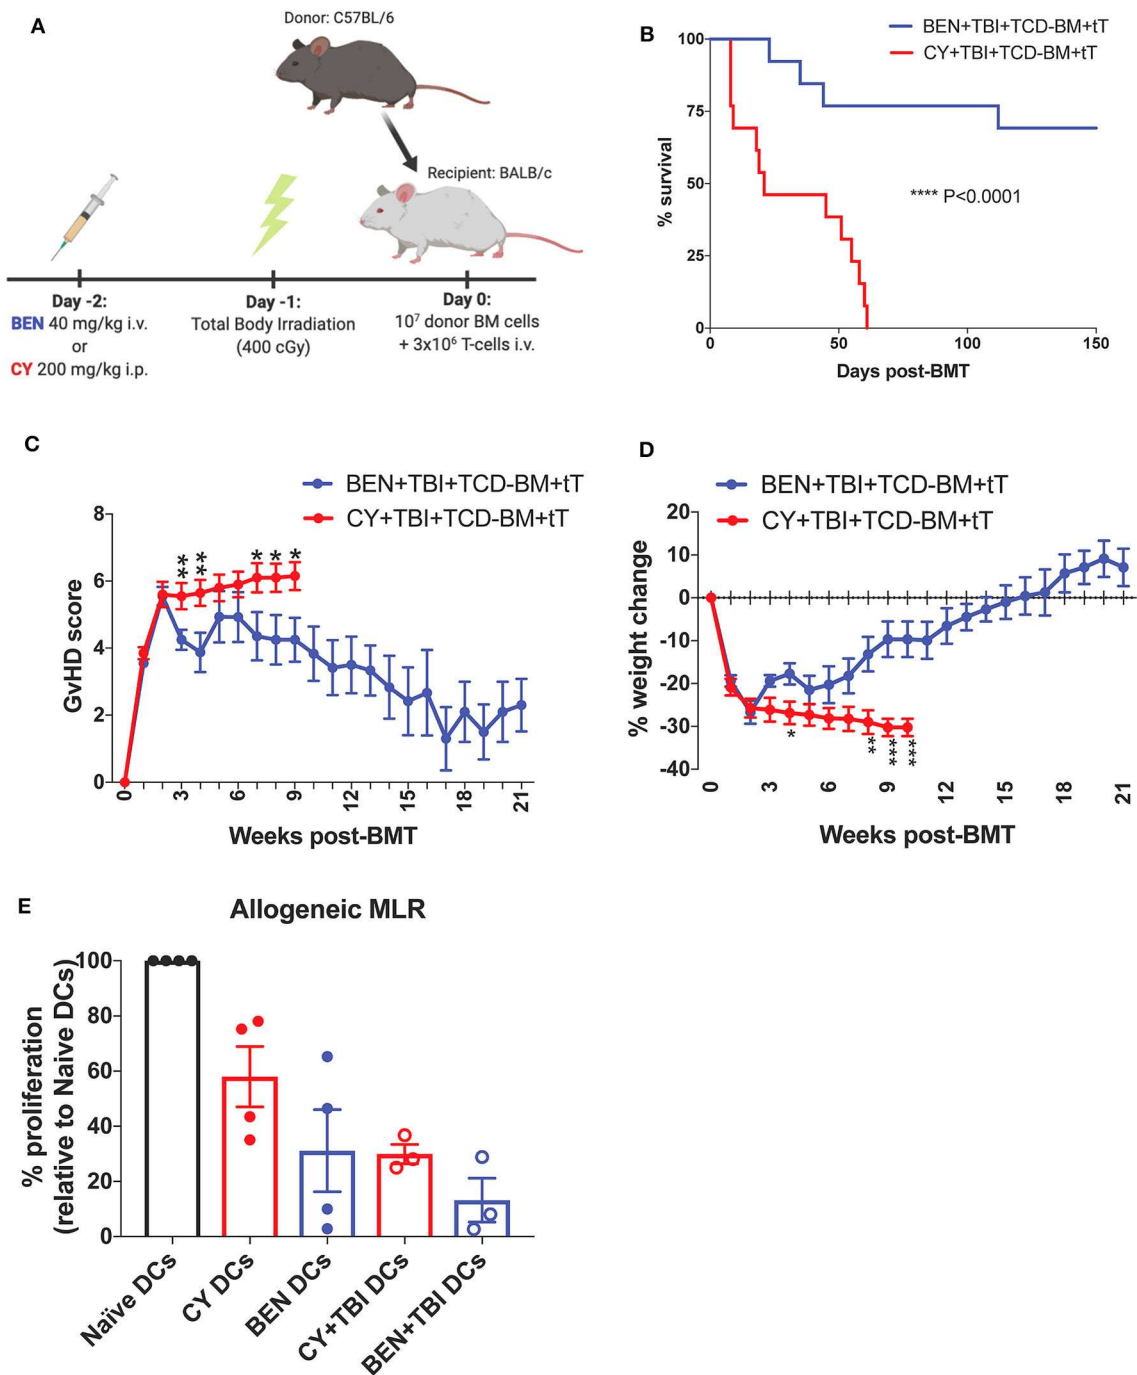 A
Donor: C57BL/6
Recipient: BALB/c
Day -2:
BEN 40 mg/kg i.v.
or
CY 200 mg/kg i.p.
Day -1:
Total Body Irradiation
(400 cGy)
Day 0:
10⁷ donor BM cells
+ 3x10⁶ T-cells i.v.
B
BEN+TBI+TCD-BM+tT
CY+TBI+TCD-BM+tT
% survival
100
75
50
25
0
**** P<0.0001
0 50 100 150
Days post-BMT
C
BEN+TBI+TCD-BM+tT
CY+TBI+TCD-BM+tT
GvHD score
8
6
4
2
0
** ** * * *
0 3 6 9 12 15 18 21
Weeks post-BMT
D
BEN+TBI+TCD-BM+tT
CY+TBI+TCD-BM+tT
% weight change
20
10
0
-10
-20
-30
-40
* ** *** ***
0 3 6 9 12 15 18 21
Weeks post-BMT
E
Allogeneic MLR
% proliferation
(relative to Naive DCs)
100
80
60
40
20
0
Naïve DCs
CY DCs
BEN DCs
CY+TBI DCs
BEN+TBI DCs